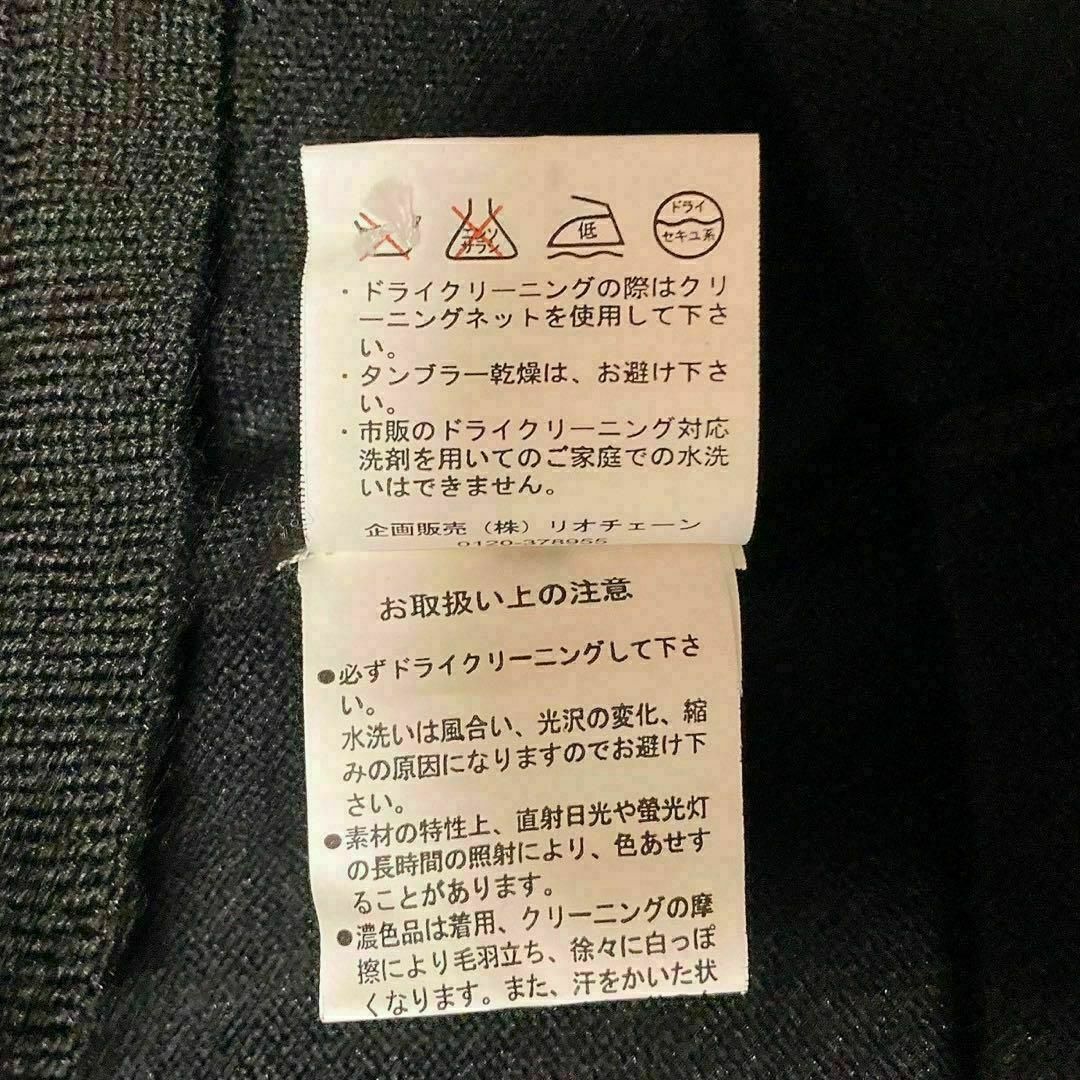 エンソ
サラシ
低
ドライ
セキユ系
・ドライクリーニングの際はクリ
ーニングネットを使用して下さ
い。
・タンブラー乾燥は、お避け下さ
い。
・市販のドライクリーニング対応
洗剤を用いてのご家庭での水洗
いはできません。
企画販売（株）リオチェーン
0120-378955
お取扱い上の注意
●必ずドライクリーニングして下さ
い。
水洗いは風合い、光沢の変化、縮
みの原因になりますのでお避け下
さい。
●素材の特性上、直射日光や螢光灯
の長時間の照射により、色あせす
ることがあります。
●濃色品は着用、クリーニングの摩
擦により毛羽立ち、徐々に白っぽ
くなります。また、汗をかいた状